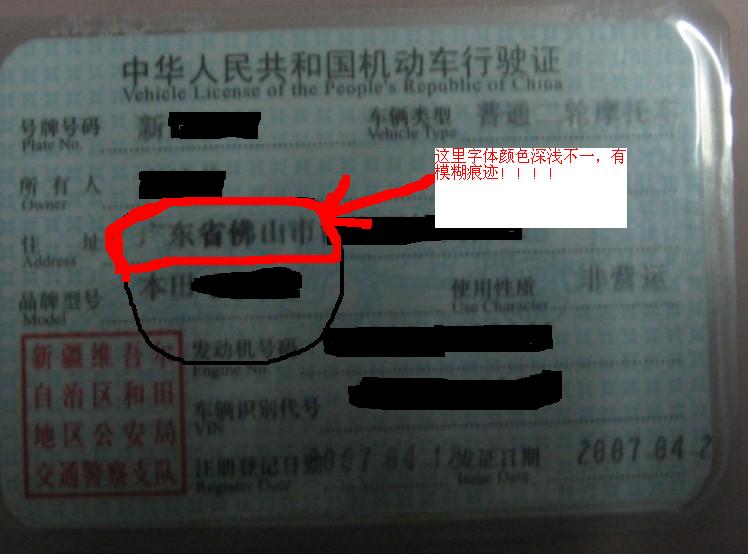 中华人民共和国机动车行驶证
Vehicle License of the People's Republic of China
号牌号码 新 车辆类型 普通二轮摩托车
Plate No. Vehicle Type
这里字体颜色深浅不一，有
模糊痕迹！！！！
所有人
Owner
住址 广东省佛山市
Address
品牌型号 本田 使用性质 非营运
Model Use Character
发动机号码
Engine No.
车辆识别代号
VIN
新疆维吾尔
自治区和田
地区公安局
交通警察支队
注册登记日期 2007.04.1 发证日期 2007.04.2
Register Date Issue Date